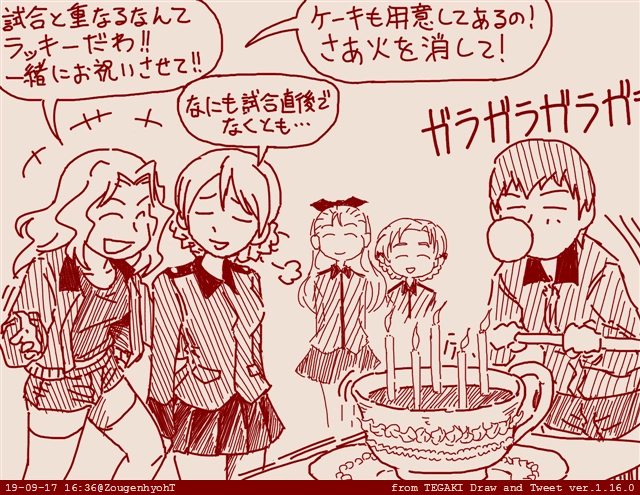 試合と重なるなんて
ラッキーだわ!!
一緒にお祝いさせて!!
ケーキも用意してあるの!
さあ火を消して!
なにも試合直後で
なくとも…
ガラガラガラガラ
19-09-17 16:36@ZougenhyohT
from TEGAKI Draw and Tweet ver.1.16.0